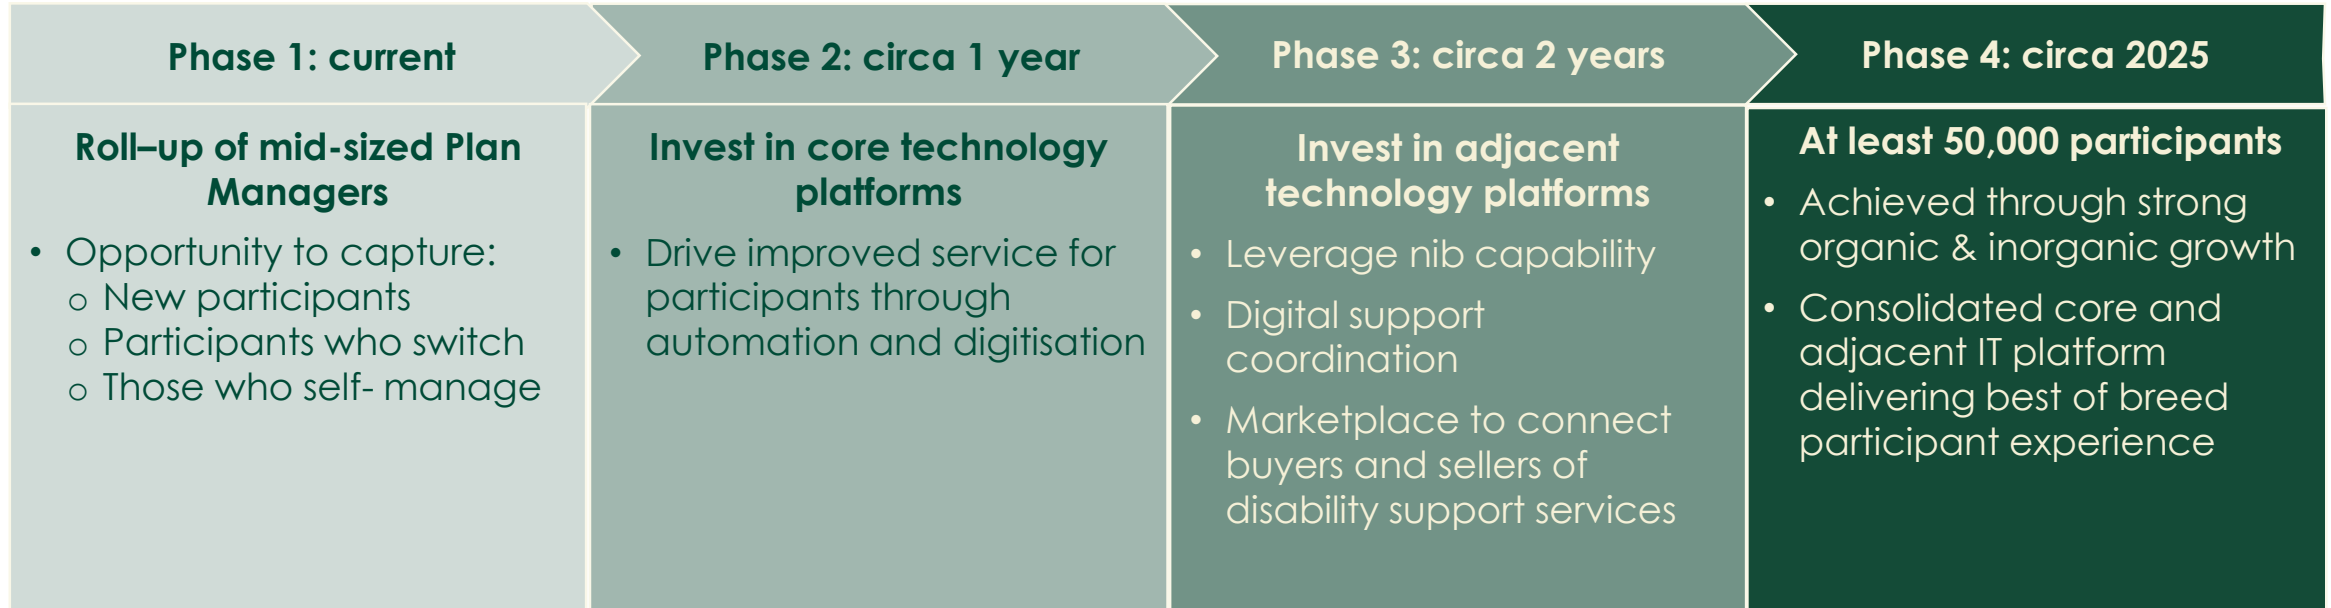 Phase 1: current
Roll–up of mid-sized Plan
Managers
• Opportunity to capture:
o New participants
o Participants who switch
o Those who self- manage
Phase 2: circa 1 year
Invest in core technology
platforms
• Drive improved service for
participants through
automation and digitisation
Phase 3: circa 2 years
Invest in adjacent
technology platforms
• Leverage nib capability
• Digital support
coordination
• Marketplace to connect
buyers and sellers of
disability support services
Phase 4: circa 2025
At least 50,000 participants
• Achieved through strong
organic & inorganic growth
• Consolidated core and
adjacent IT platform
delivering best of breed
participant experience